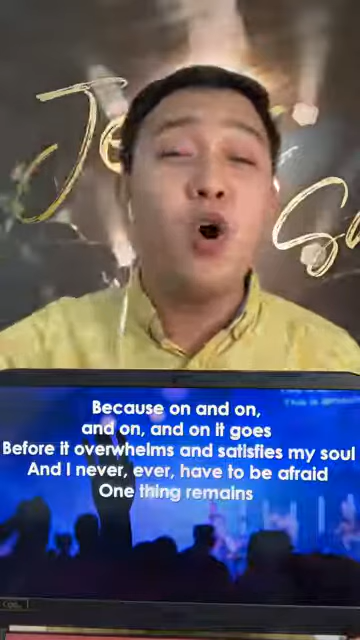 Because on and on,
and on, and on it goes
Before it overwhelms and satisfies my soul
And I never, ever, have to be afraid
One thing remains